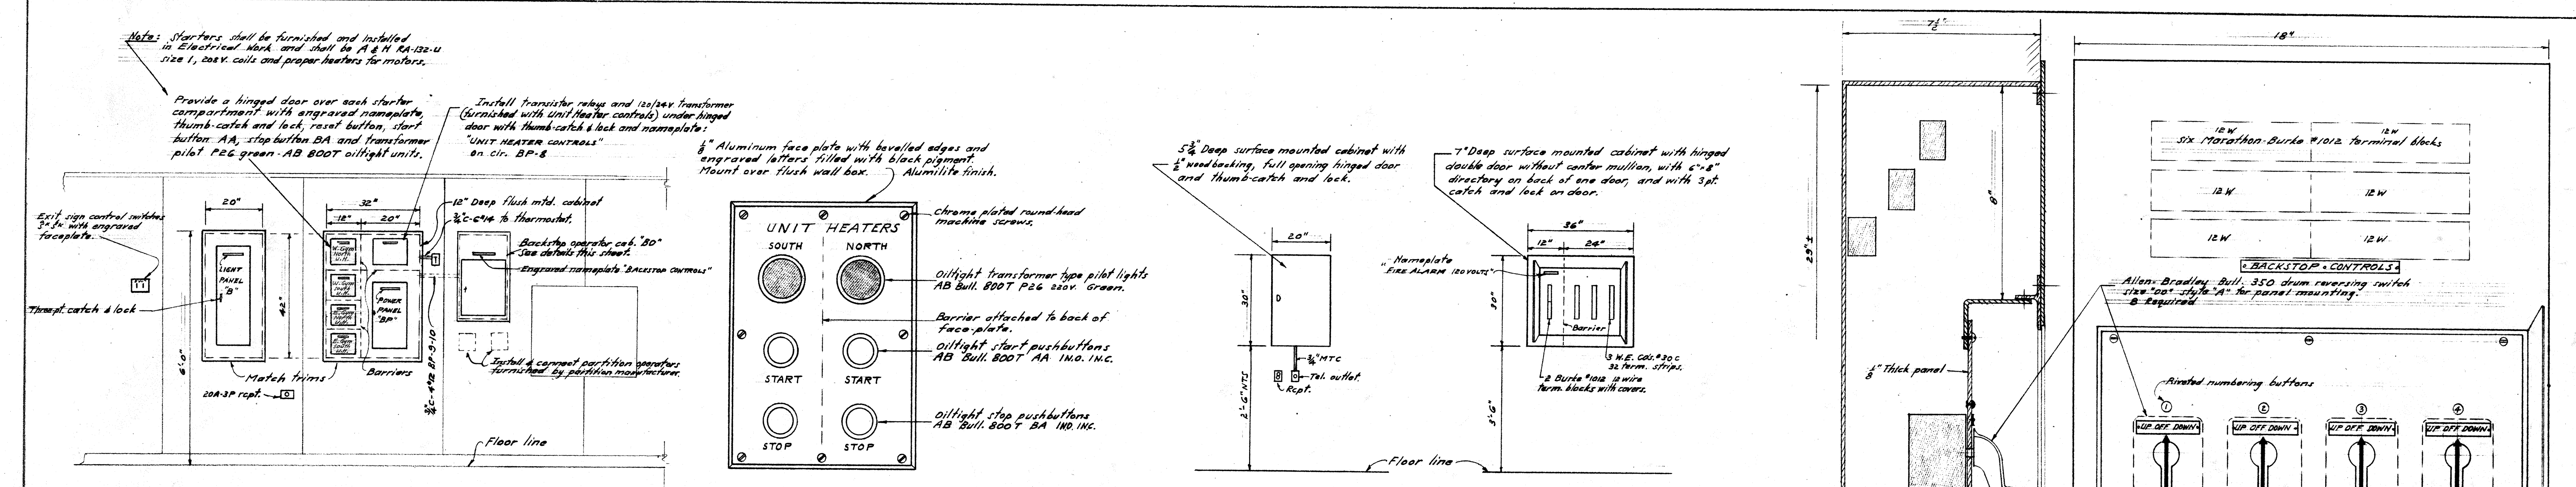 Note: Starters shall be furnished and installed
in Electrical Work and shall be A & H RA-132-U
size 1, 208V. coils and proper heaters for motors.
Provide a hinged door over each starter
compartment with engraved nameplate,
thumb-catch and lock, reset button, start
button AA, stop button BA and transformer
pilot P26 green - AB 800T oiltight units.
Install transistor relays and 120/24V. transformer
(furnished with Unit Heater controls) under hinged
door with thumb-catch & lock and nameplate:
"UNIT HEATER CONTROLS"
on cir. BP-8
Exit sign control switches
with engraved
faceplate.
20"
32"
12"
20"
12" Deep flush mtd. cabinet
3/4"C-6#14 to thermostat.
LIGHT
PANEL
"B"
W. Gym
North
U.H.
W. Gym
South
U.H.
E. Gym
North
U.H.
E. Gym
South
U.H.
POWER
PANEL
"BP"
T
Backstop operator cab. "BO"
See details this sheet.
Engraved nameplate "BACKSTOP CONTROLS"
42"
6'-0"
Three pt. catch & lock
Match trims
Barriers
20A-3P rcpt.
3/4"C-4#12 BP-9-10
Install & connect partition operators
furnished by partition manufacturer.
Floor line
1/8" Aluminum face plate with bevelled edges and
engraved letters filled with black pigment.
Mount over flush wall box. Alumilite finish.
UNIT HEATERS
SOUTH
NORTH
START
START
STOP
STOP
Chrome plated round-head
machine screws.
Oiltight transformer type pilot lights
AB Bull. 800T P26 220V. Green.
Barrier attached to back of
face-plate.
Oiltight start pushbuttons
AB Bull. 800T AA 1N.O. 1N.C.
Oiltight stop pushbuttons
AB Bull. 800T BA 1N.O. 1N.C.
5 3/4" Deep surface mounted cabinet with
1/2" wood backing, full opening hinged door
and thumb-catch and lock.
20"
30"
3/4" MTC
Tel. outlet
Rcpt.
2'-6" NTS
7" Deep surface mounted cabinet with hinged
double door without center mullion, with 6"x8"
directory on back of one door, and with 3 pt.
catch and lock on door.
36"
12"
24"
Nameplate
"FIRE ALARM 120 VOLTS"
30"
Barrier
3 W.E. Co's. #30C
32 term. strips.
2 Burke #1012 12 wire
term. blocks with covers.
3'-6"
Floor line
7 1/2"
29" ±
8"
1/8" Thick panel
18"
12 W
12 W
Six Marathon-Burke #1012 terminal blocks
12 W
12 W
12 W
12 W
BACKSTOP CONTROLS
Allen-Bradley Bull. 350 drum reversing switch
size "00" style "A" for panel mounting.
8 Required
Riveted numbering buttons
1
2
3
4
UP OFF DOWN
UP OFF DOWN
UP OFF DOWN
UP OFF DOWN